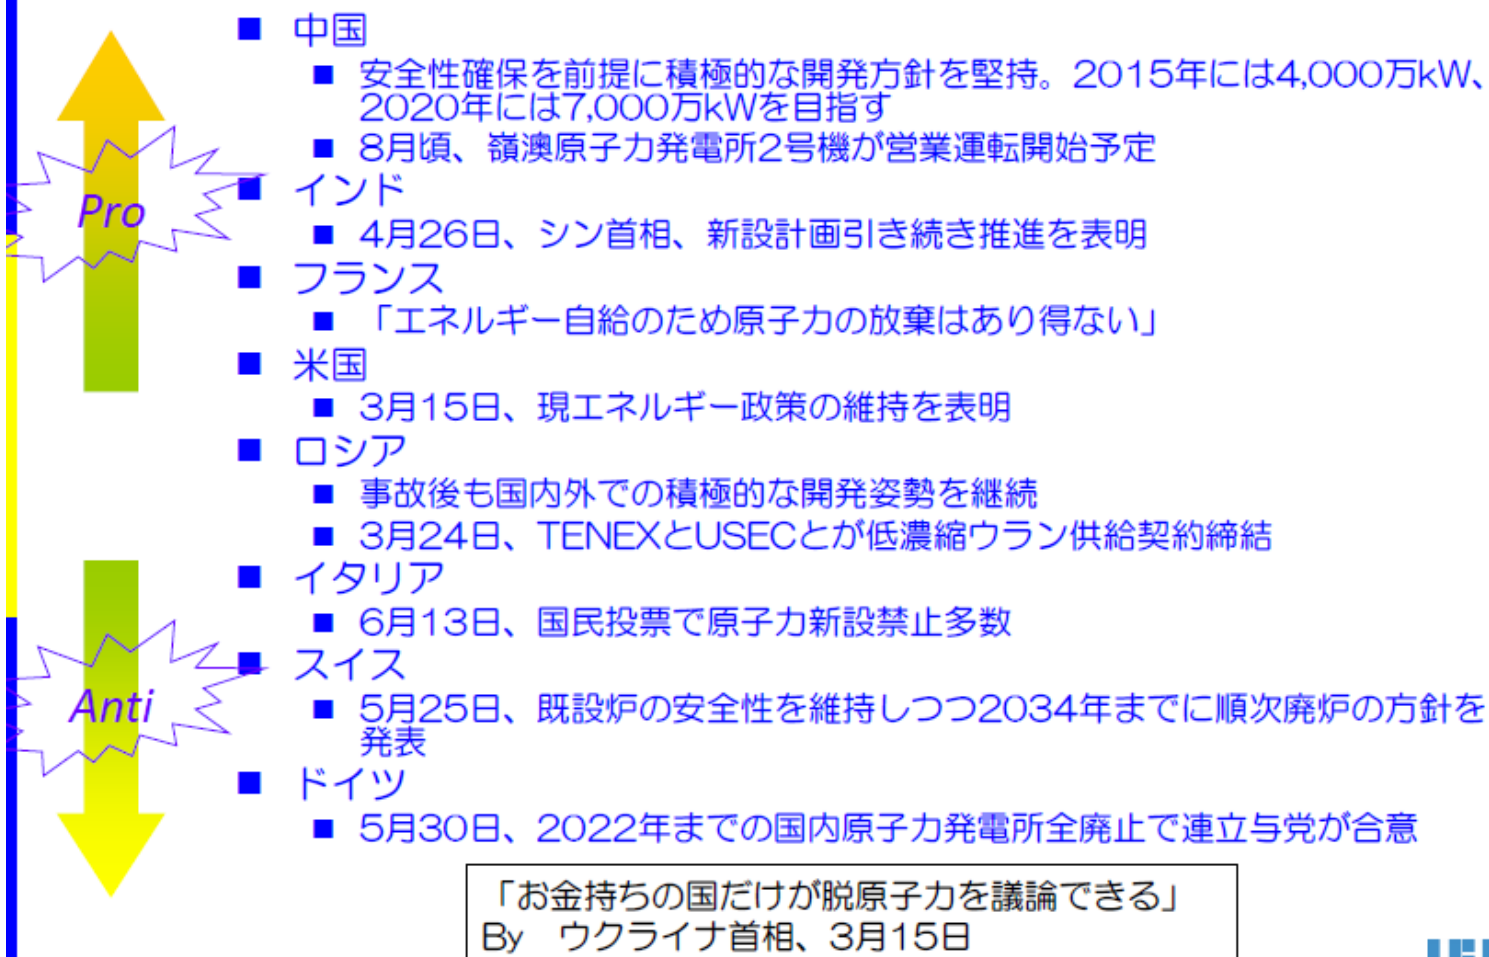 中国
安全性確保を前提に積極的な開発方針を堅持。2015年には4,000万kW、
2020年には7,000万kWを目指す
8月頃、嶺澳原子力発電所2号機が営業運転開始予定
インド
Pro
4月26日、シン首相、新設計画引き続き推進を表明
フランス
「エネルギー自給のため原子力の放棄はあり得ない」
米国
3月15日、現エネルギー政策の維持を表明
ロシア
事故後も国内外での積極的な開発姿勢を継続
3月24日、TENEXとUSECとが低濃縮ウラン供給契約締結
イタリア
6月13日、国民投票で原子力新設禁止多数
スイス
Anti
5月25日、既設炉の安全性を維持しつつ2034年までに順次廃炉の方針を
発表
ドイツ
5月30日、2022年までの国内原子力発電所全廃止で連立与党が合意
「お金持ちの国だけが脱原子力を議論できる」
By　ウクライナ首相、3月15日